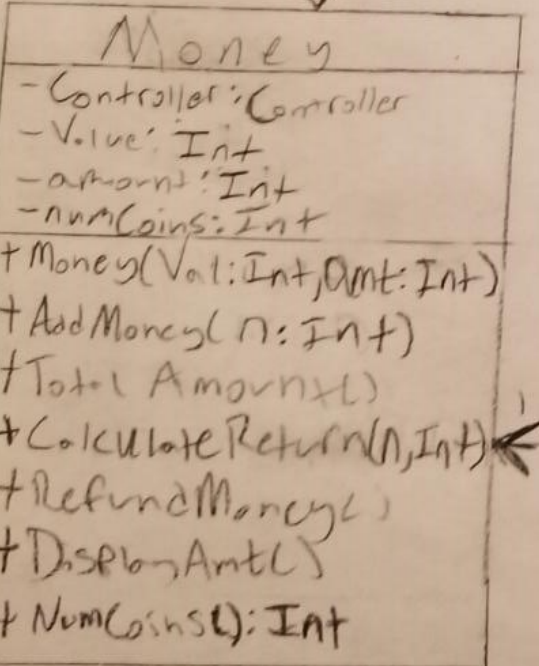 Money
- Controller: Controller
- Value: Int
- amount: Int
- numCoins: Int
+ Money(Val: Int, Amt: Int)
+ AddMoney(n: Int)
+ Total Amount()
+ CalculateReturn(n, Int)
+ RefundMoney()
+ DisplayAmt()
+ NumCoins(): Int